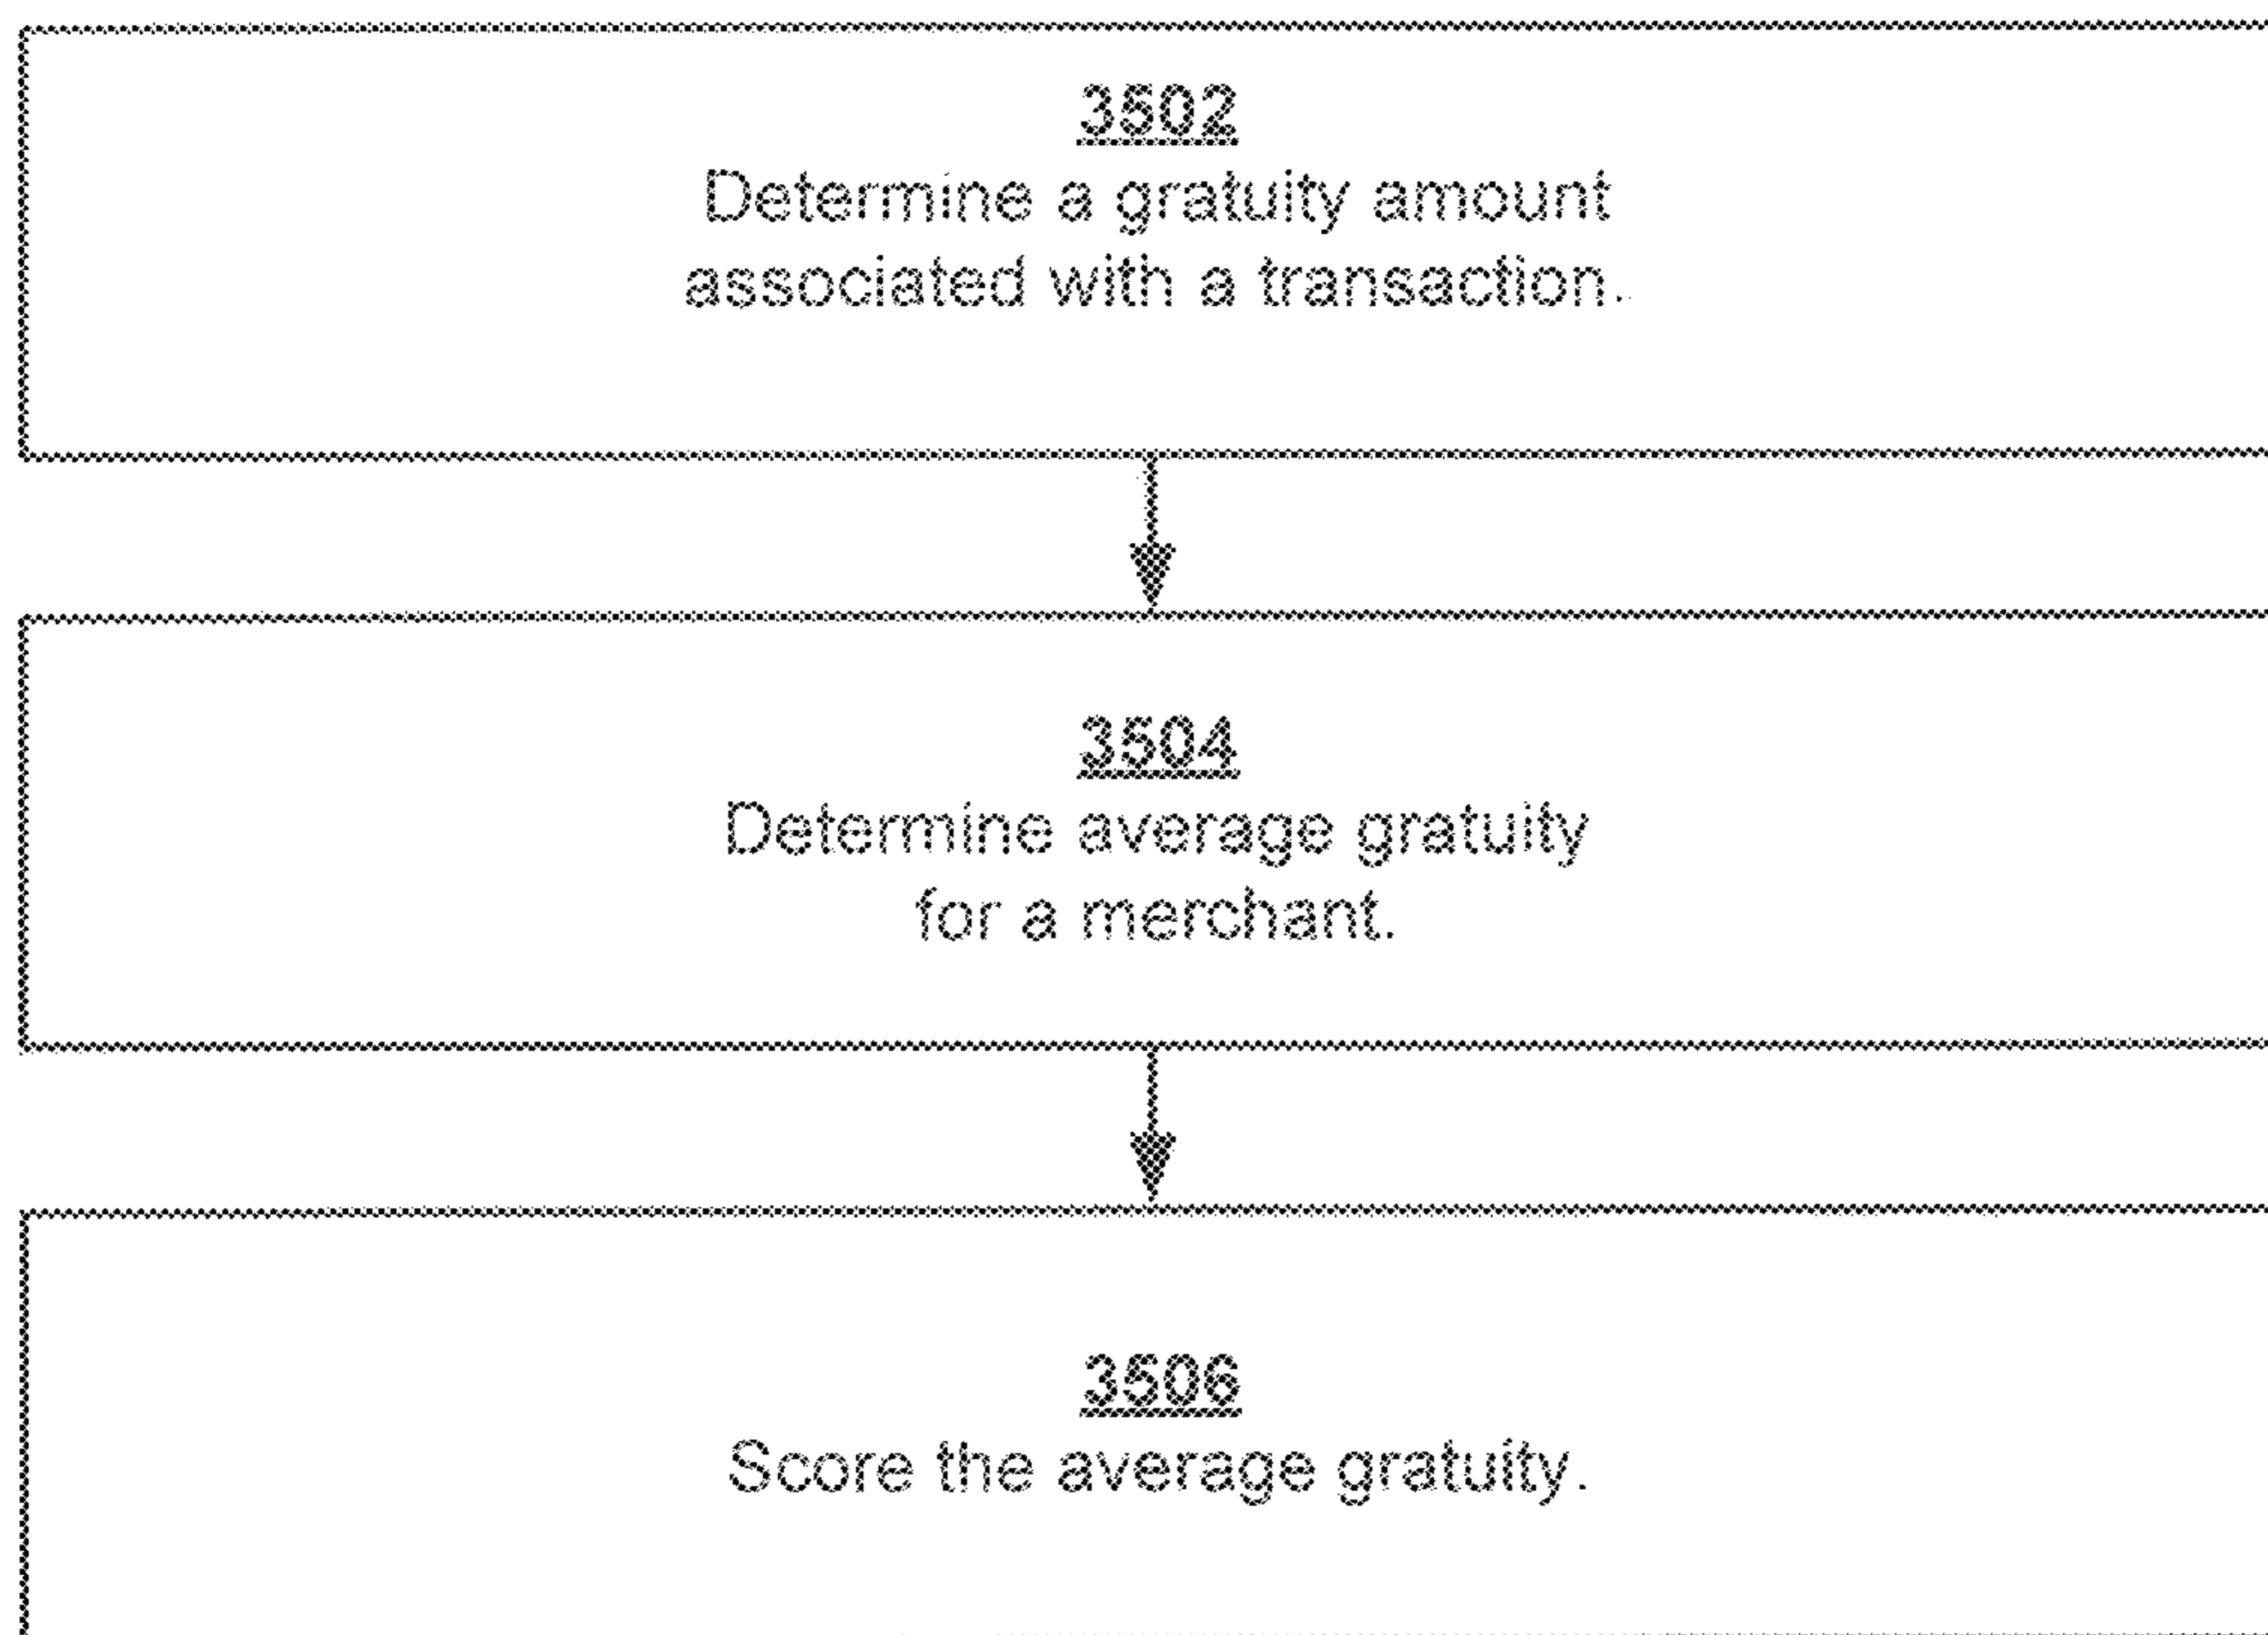 3502
Determine a gratuity amount
associated with a transaction.
3504
Determine average gratuity
for a merchant.
3506
Score the average gratuity.